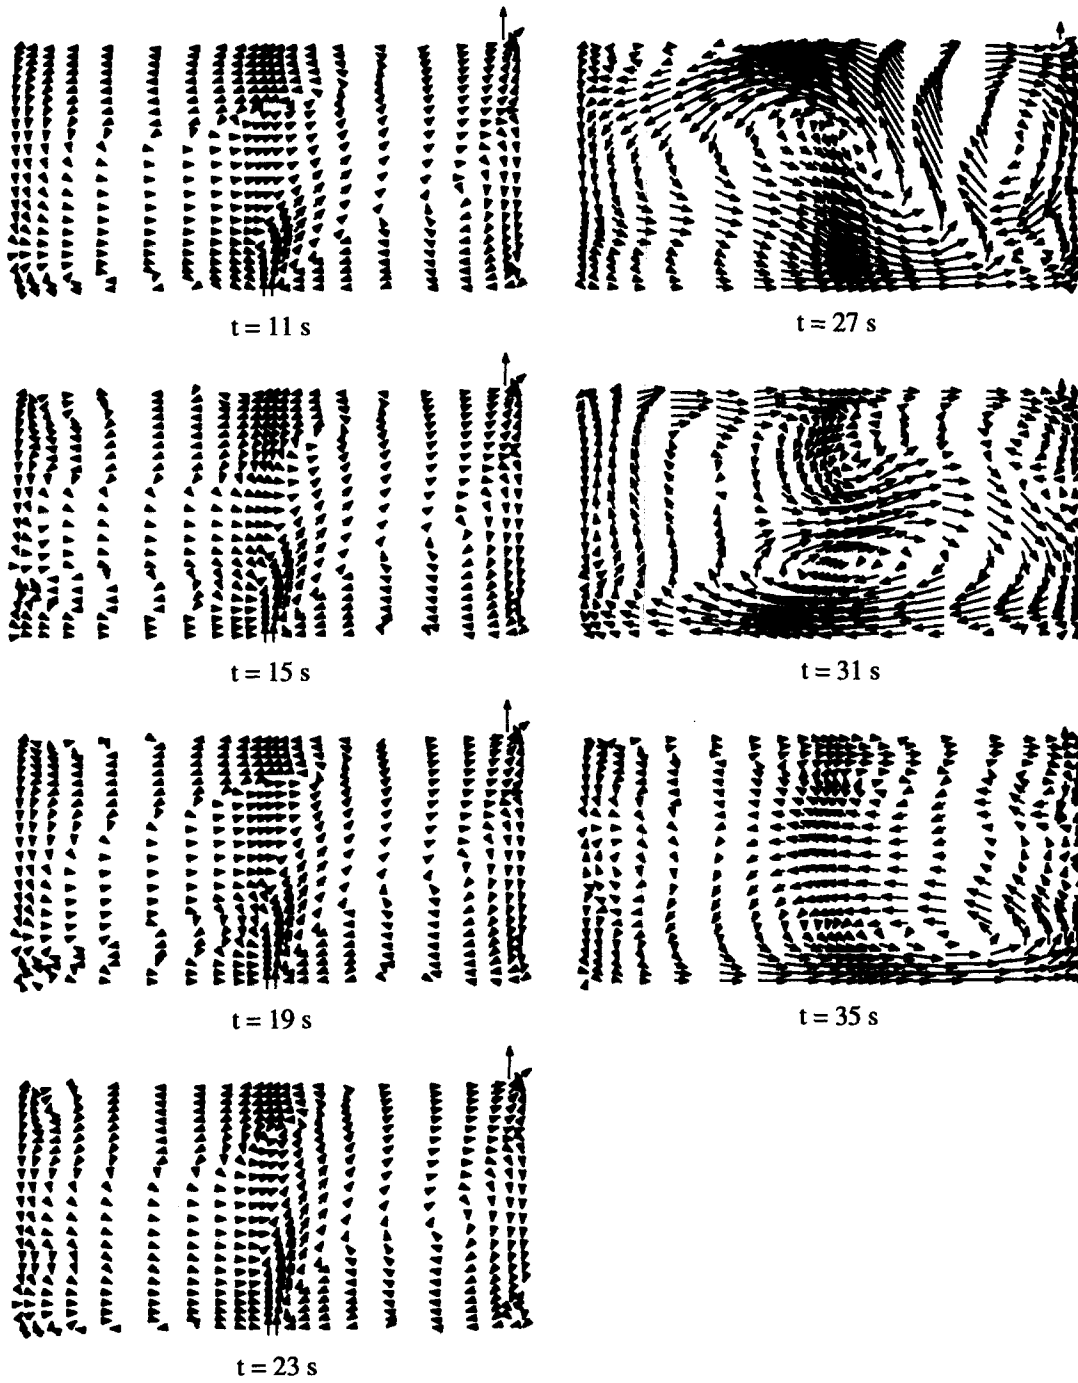 t = 11 s
t = 15 s
t = 19 s
t = 23 s
t = 27 s
t = 31 s
t = 35 s